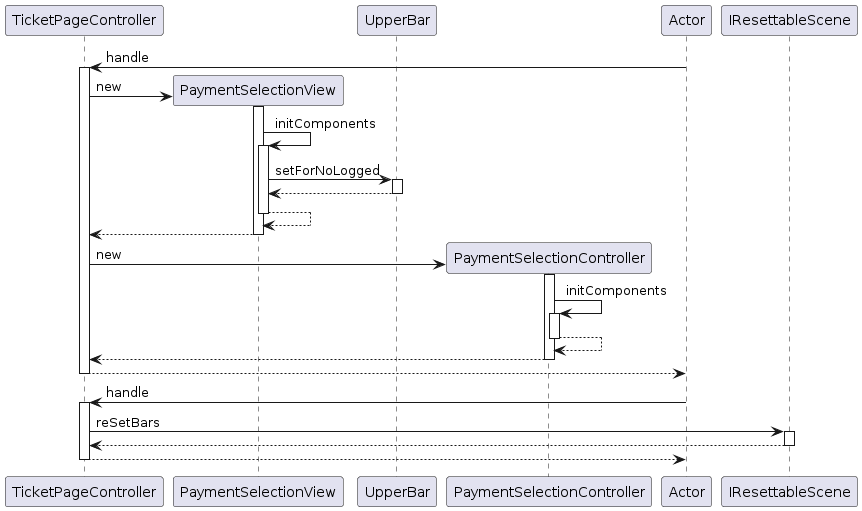 TicketPageController UpperBar Actor IResettableScene
handle
new
PaymentSelectionView
initComponents
setForNoLogged
new
PaymentSelectionController
initComponents
handle
reSetBars
TicketPageController PaymentSelectionView UpperBar PaymentSelectionController Actor IResettableScene